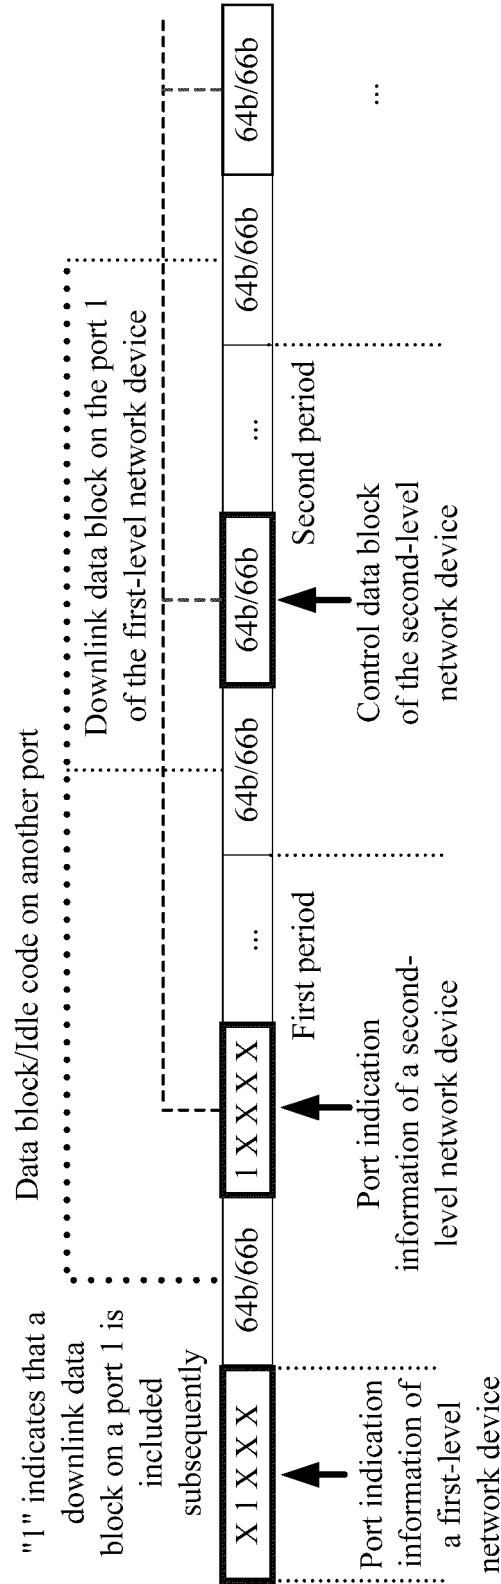 "1" indicates that a
downlink data
block on a port 1 is
included
subsequently
Data block/Idle code on another port
Downlink data block on the port 1
of the first-level network device
X 1 X X X
64b/66b
1 X X X X
...
64b/66b
64b/66b
...
64b/66b
64b/66b
First period
Second period
...
Port indication
information of
a first-level
network device
Port indication
information of a second-
level network device
Control data block
of the second-level
network device